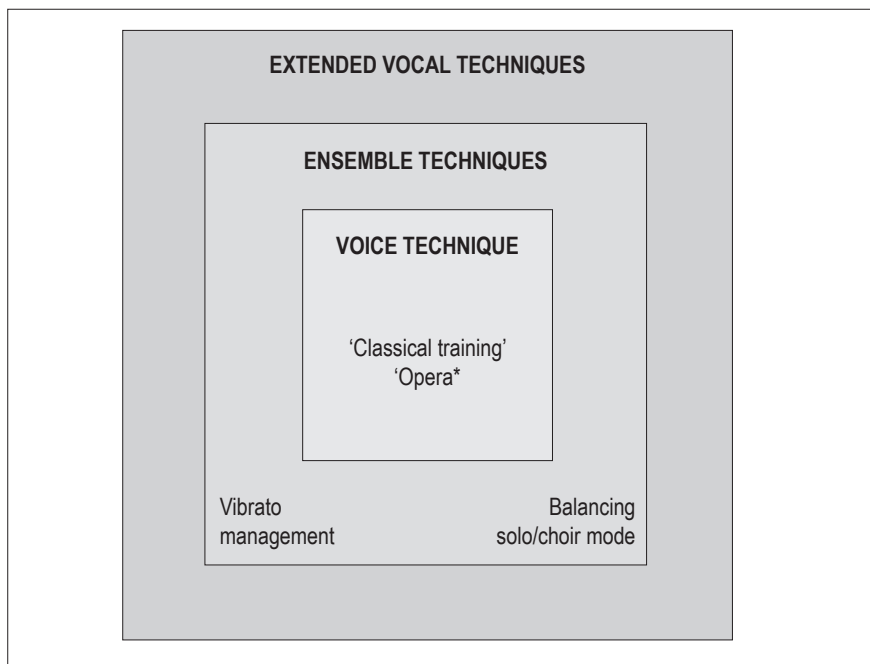 EXTENDED VOCAL TECHNIQUES
ENSEMBLE TECHNIQUES
VOICE TECHNIQUE
‘Classical training’
‘Opera*
Vibrato
management
Balancing
solo/choir mode